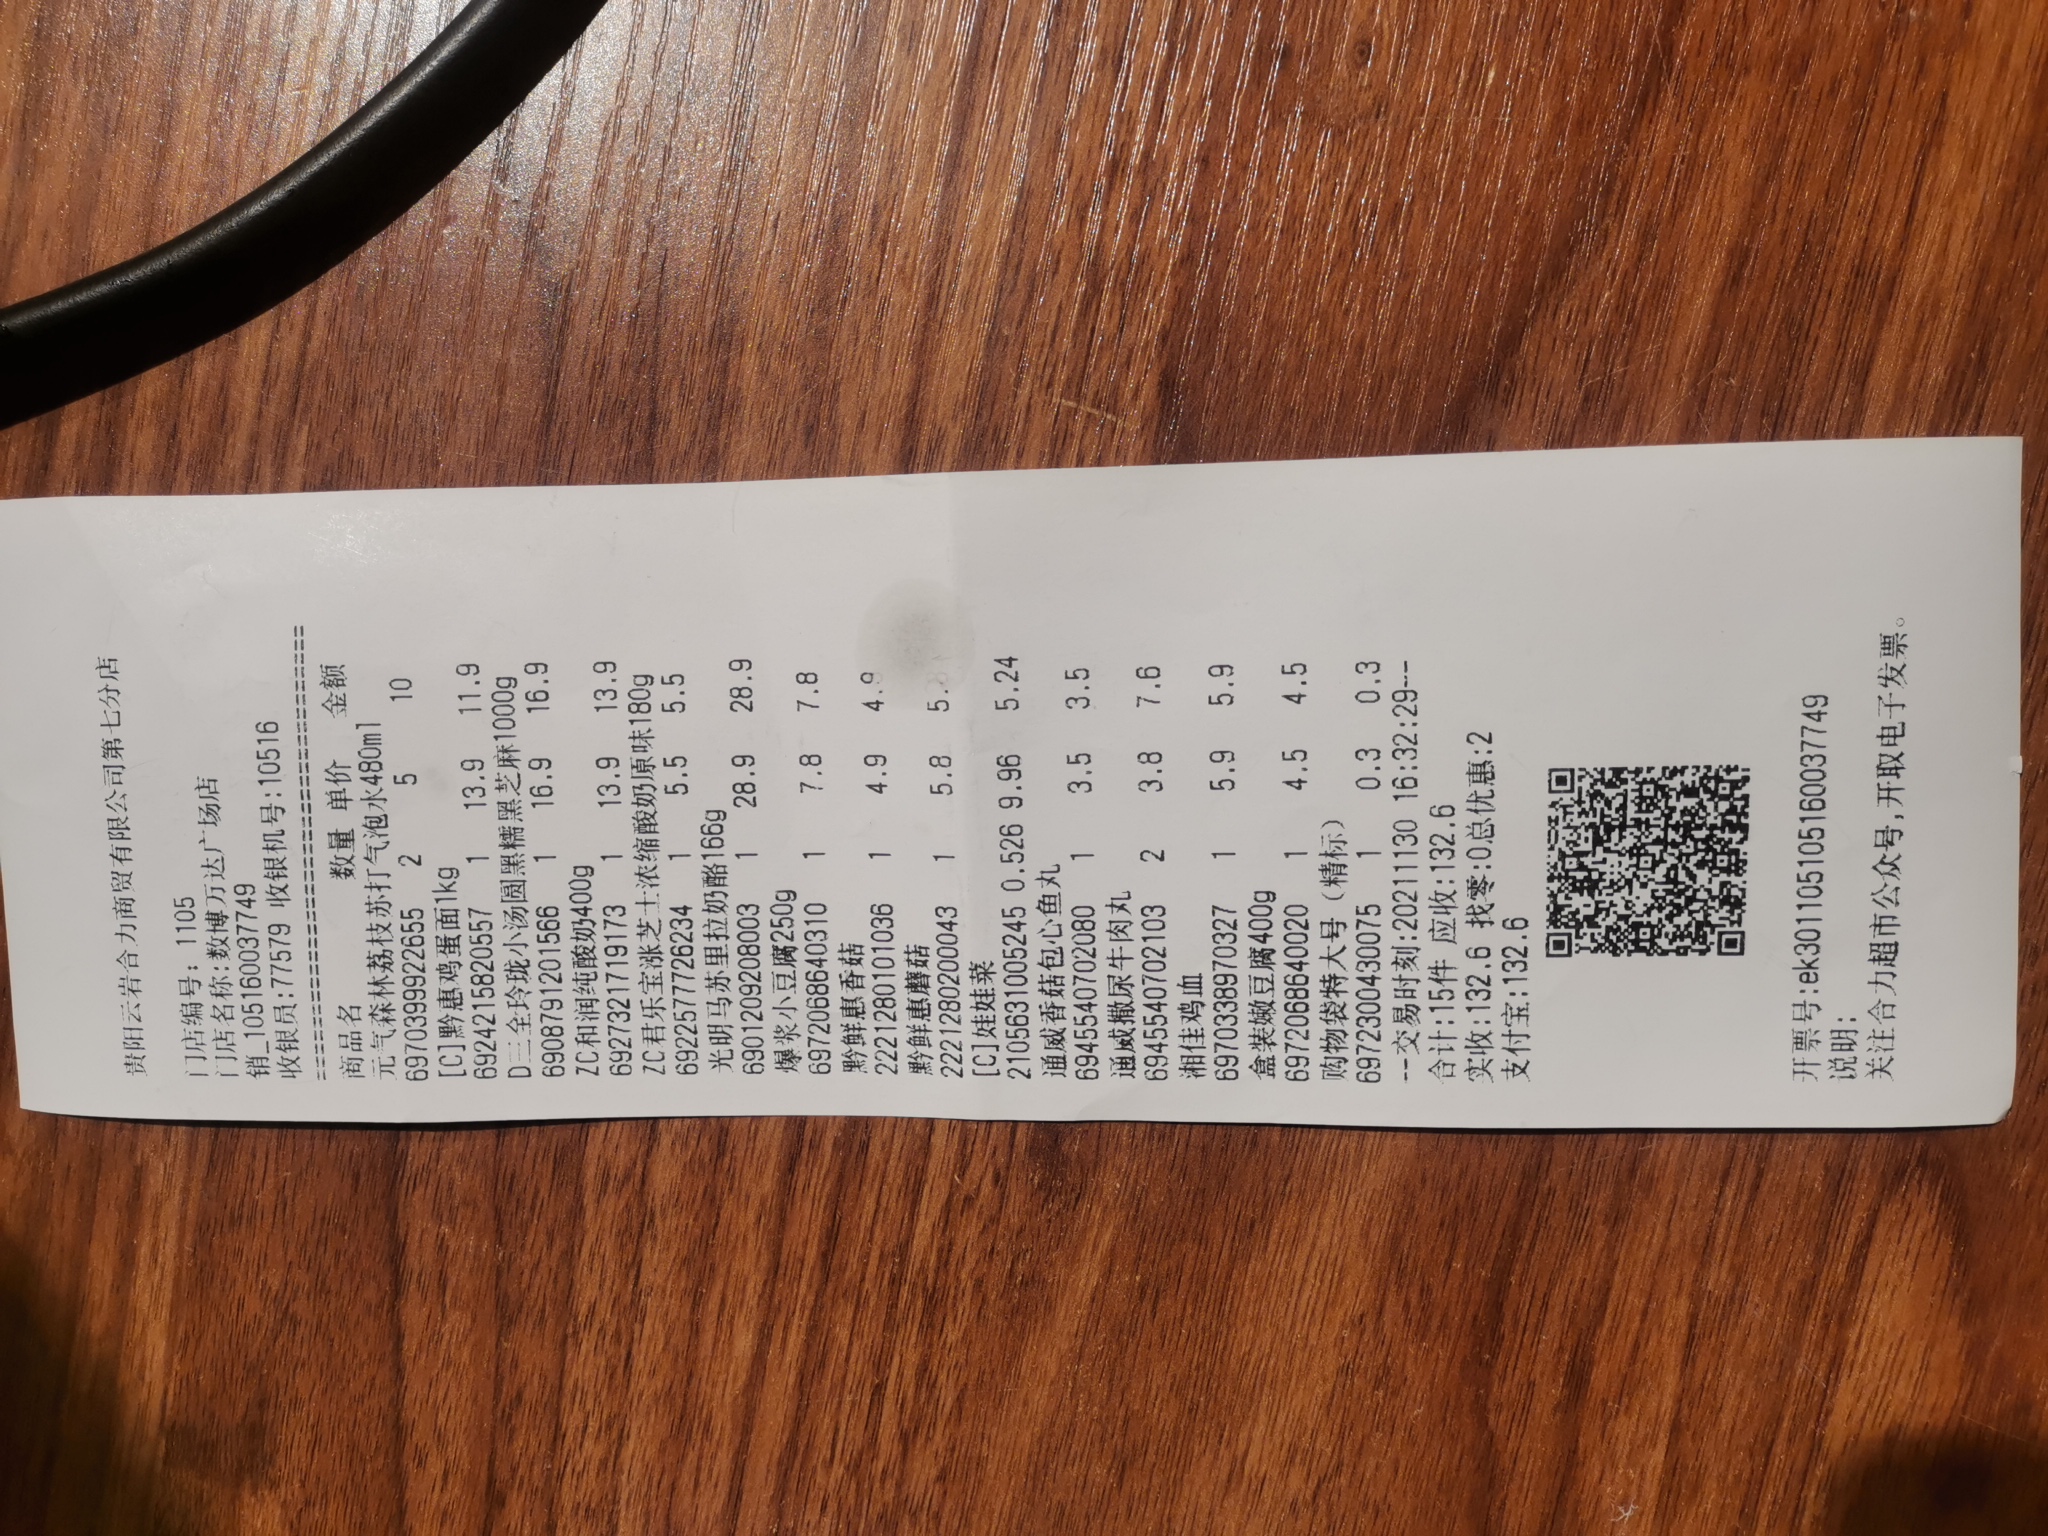 贵阳云岩合力商贸有限公司第七分店
门店编号: 1105
门店名称:数博万达广场店
销_105160037749
收银员:77579 收银机号:10516
================================
商品名 数量 单价 金额
元气森林荔枝苏打气泡水480ml
6970399922655 2 5 10
[C]黔惠鸡蛋面1kg
6924215820557 1 13.9 11.9
D三全玲珑小汤圆黑糯黑芝麻1000g
6908791201566 1 16.9 16.9
ZC和润纯酸奶400g
6927321719173 1 13.9 13.9
ZC君乐宝涨芝士浓缩酸奶原味180g
6922577726234 1 5.5 5.5
光明马苏里拉奶酪166g
6901209208003 1 28.9 28.9
爆浆小豆腐250g
6972068640310 1 7.8 7.8
黔鲜惠香菇
2221280101036 1 4.9 4.9
黔鲜惠蘑菇
2221280200043 1 5.8
[C]娃娃菜
2105631005245 0.526 9.96 5.24
通威香菇包心鱼丸
6945540702080 1 3.5 3.5
通威撒尿牛肉丸
6945540702103 2 3.8 7.6
湘佳鸡血
6970338970327 1 5.9 5.9
盒装嫩豆腐400g
6972068640020 1 4.5 4.5
购物袋特大号（精标）
6972300430075 1 0.3 0.3
--交易时刻:20211130 16:32:29---
合计:15件 应收:132.6
实收:132.6 找零:0总优惠:2
支付宝:132.6
开票号:ek301105105160037749
说明:
关注合力超市公众号,开取电子发票。